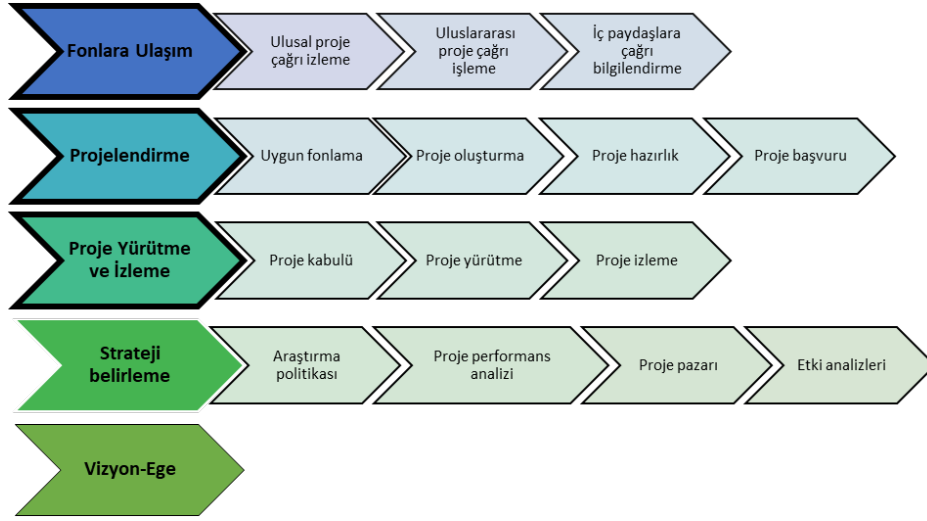 Fonlara Ulaşım
Ulusal proje
çağrı izleme
Uluslararası
proje çağrı
işleme
İç paydaşlara
çağrı
bilgilendirme
Projelendirme
Uygun fonlama
Proje oluşturma
Proje hazırlık
Proje başvuru
Proje Yürütme
ve İzleme
Proje kabulü
Proje yürütme
Proje izleme
Strateji
belirleme
Araştırma
politikası
Proje performans
analizi
Proje pazarı
Etki analizleri
Vizyon-Ege